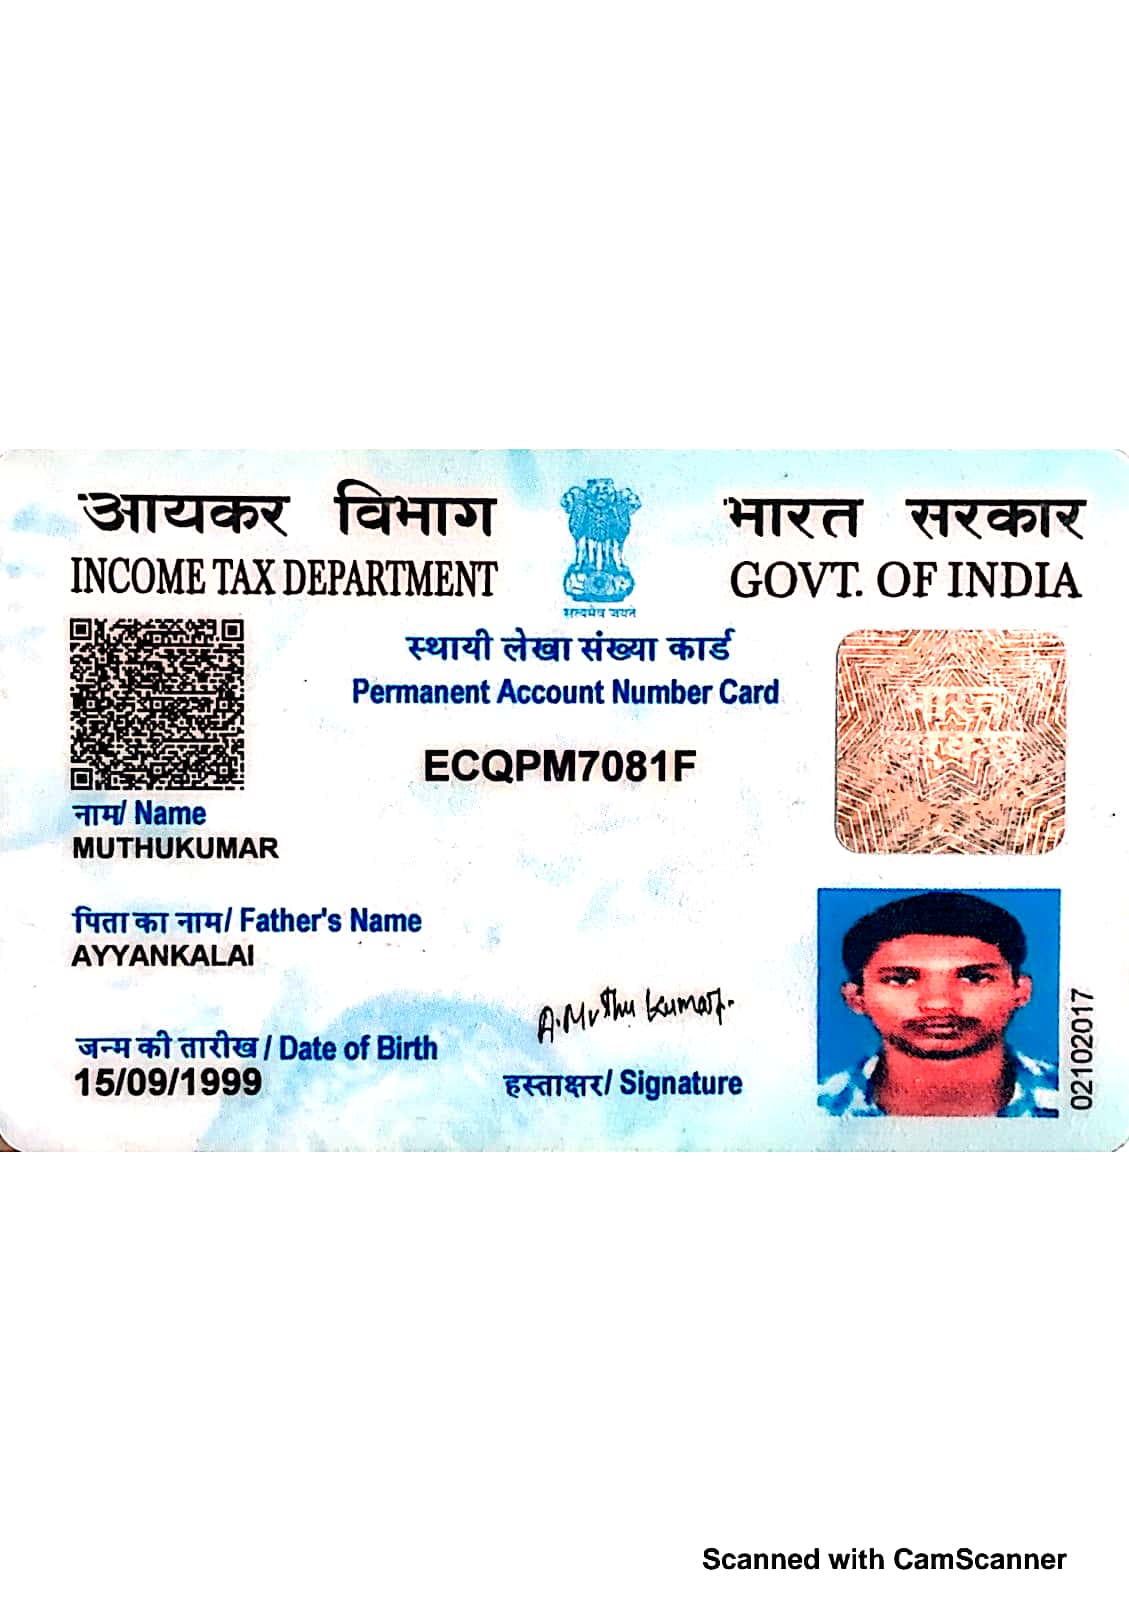 आयकर विभाग
INCOME TAX DEPARTMENT
भारत सरकार
GOVT. OF INDIA
सत्यमेव जयते
स्थायी लेखा संख्या कार्ड
Permanent Account Number Card
ECQPM7081F
भारत
नाम/ Name
MUTHUKUMAR
पिता का नाम/ Father's Name
AYYANKALAI
A. Muthu Kumar
जन्म की तारीख / Date of Birth
15/09/1999
हस्ताक्षर/ Signature
02102017
Scanned with CamScanner